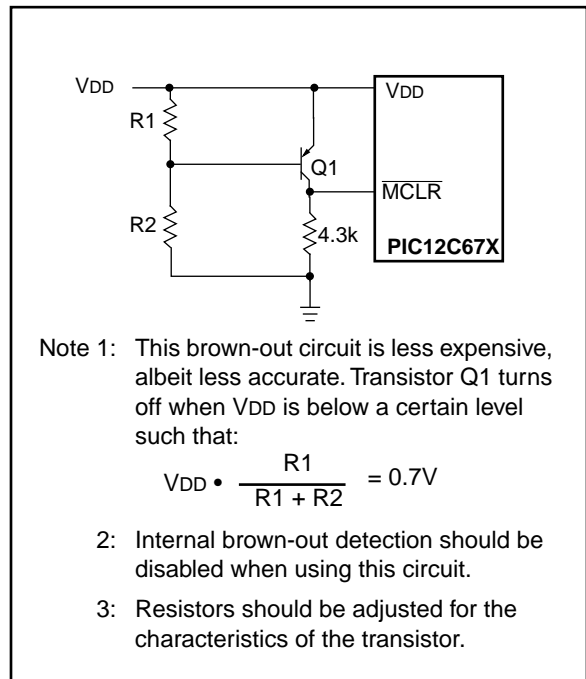 VDD
VDD
R1
Q1
MCLR
R2
4.3k
PIC12C67X
Note 1: This brown-out circuit is less expensive,
albeit less accurate. Transistor Q1 turns
off when VDD is below a certain level
such that:
VDD • R1 / R1 + R2 = 0.7V
2: Internal brown-out detection should be
disabled when using this circuit.
3: Resistors should be adjusted for the
characteristics of the transistor.